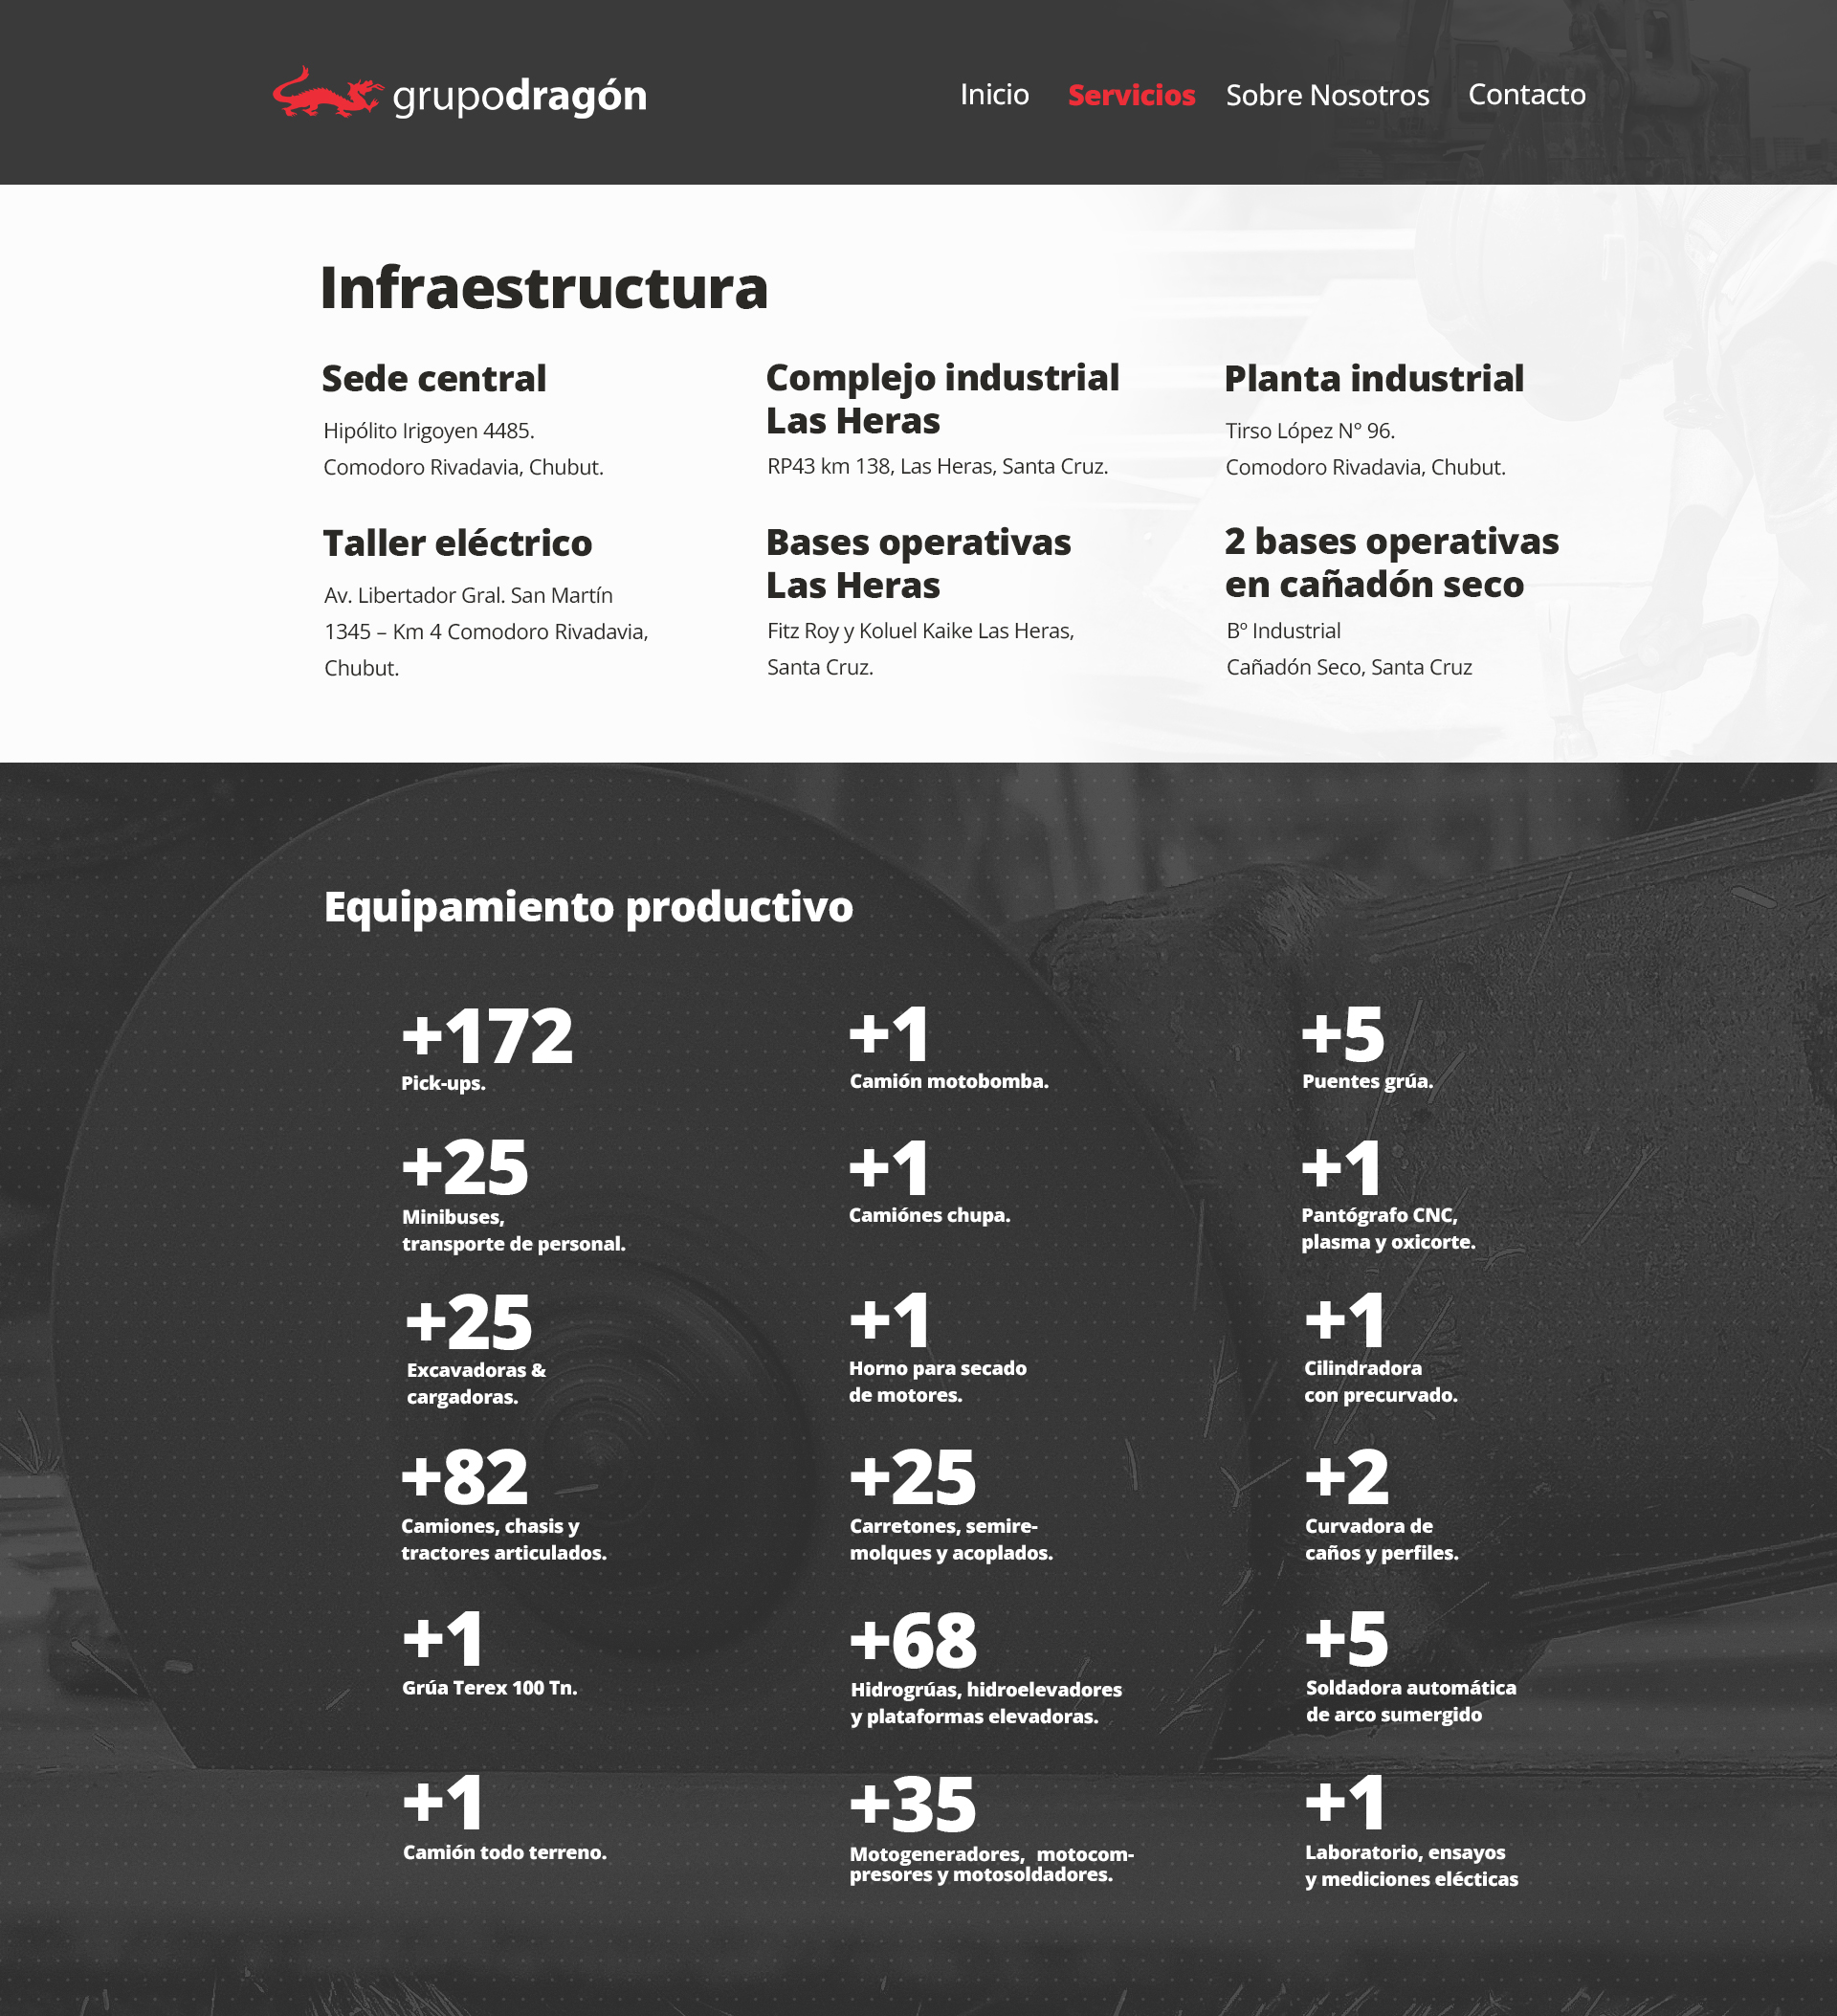 grupodragón
Inicio Servicios Sobre Nosotros Contacto
Infraestructura
Sede central
Hipólito Irigoyen 4485.
Comodoro Rivadavia, Chubut.
Complejo industrial
Las Heras
RP43 km 138, Las Heras, Santa Cruz.
Planta industrial
Tirso López N° 96.
Comodoro Rivadavia, Chubut.
Taller eléctrico
Av. Libertador Gral. San Martín
1345 – Km 4 Comodoro Rivadavia,
Chubut.
Bases operativas
Las Heras
Fitz Roy y Koluel Kaike Las Heras,
Santa Cruz.
2 bases operativas
en cañadón seco
Bº Industrial
Cañadón Seco, Santa Cruz
Equipamiento productivo
+172
Pick-ups.
+1
Camión motobomba.
+5
Puentes grúa.
+25
Minibuses,
transporte de personal.
+1
Camiónes chupa.
+1
Pantógrafo CNC,
plasma y oxicorte.
+25
Excavadoras &
cargadoras.
+1
Horno para secado
de motores.
+1
Cilindradora
con precurvado.
+82
Camiones, chasis y
tractores articulados.
+25
Carretones, semire-
molques y acoplados.
+2
Curvadora de
caños y perfiles.
+1
Grúa Terex 100 Tn.
+68
Hidrogrúas, hidroelevadores
y plataformas elevadoras.
+5
Soldadora automática
de arco sumergido
+1
Camión todo terreno.
+35
Motogeneradores, motocom-
presores y motosoldadores.
+1
Laboratorio, ensayos
y mediciones elécticas